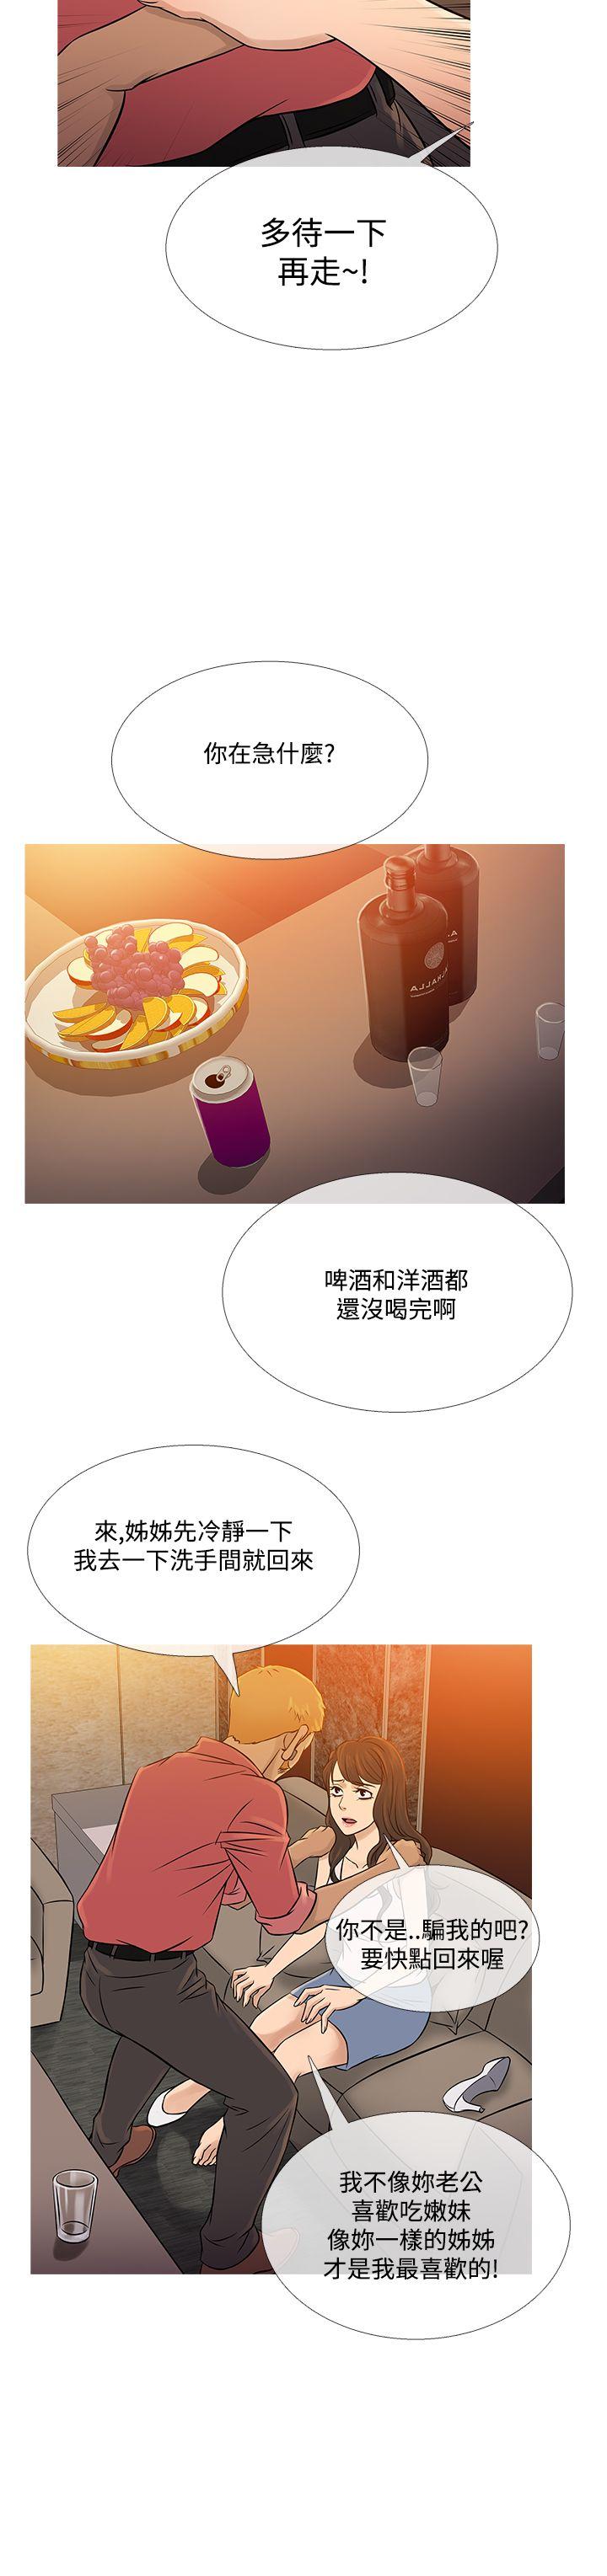 多待一下
再走~!
你在急什麼?
啤酒和洋酒都
還沒喝完啊
來,姊姊先冷靜一下
我去一下洗手間就回來
你不是..騙我的吧?
要快點回來喔
我不像妳老公
喜歡吃嫩妹
像妳一樣的姊姊
才是我最喜歡的!